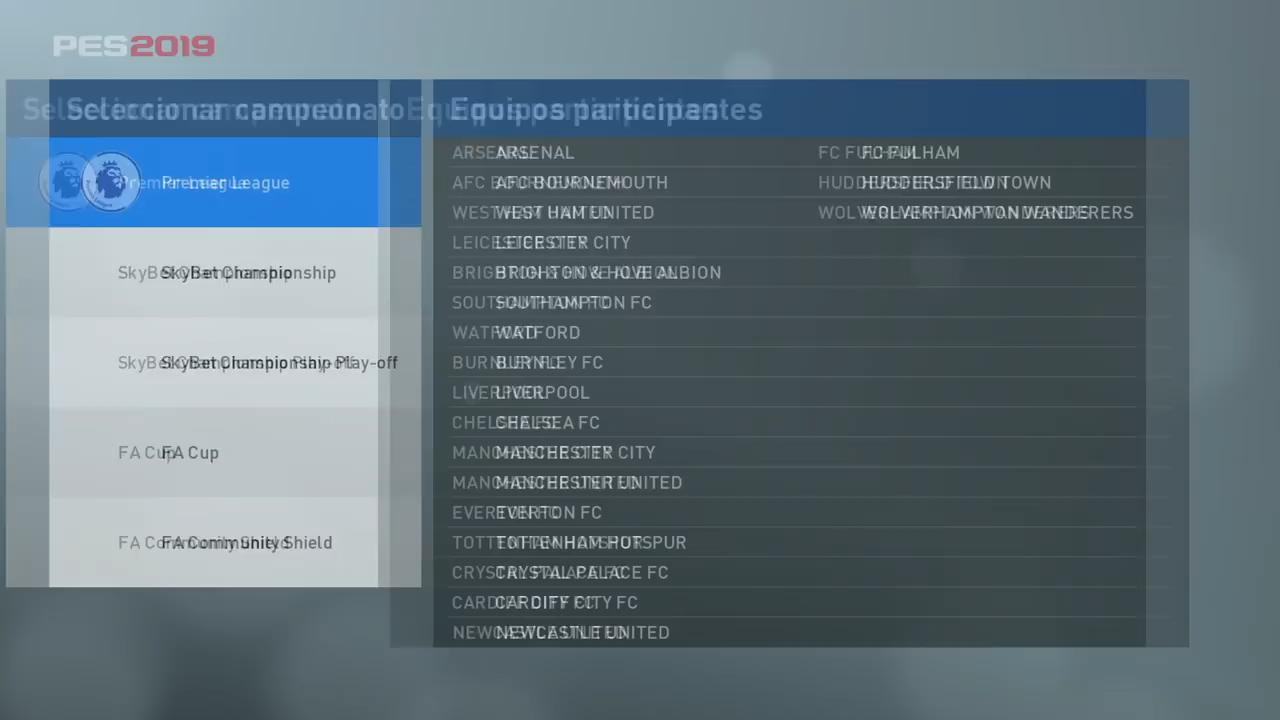 PES2019
Seleccionar campeonato
Equipos participantes
Premier League
SkyBet Championship
SkyBet Championship Play-off
FA Cup
FA Community Shield
ARSENAL
AFC BOURNEMOUTH
WEST HAM UNITED
LEICESTER CITY
BRIGHTON & HOVE ALBION
SOUTHAMPTON FC
WATFORD
BURNLEY FC
LIVERPOOL
CHELSEA FC
MANCHESTER CITY
MANCHESTER UNITED
EVERTON FC
TOTTENHAM HOTSPUR
CRYSTAL PALACE FC
CARDIFF CITY FC
NEWCASTLE UNITED
FC FULHAM
HUDDERSFIELD TOWN
WOLVERHAMPTON WANDERERS